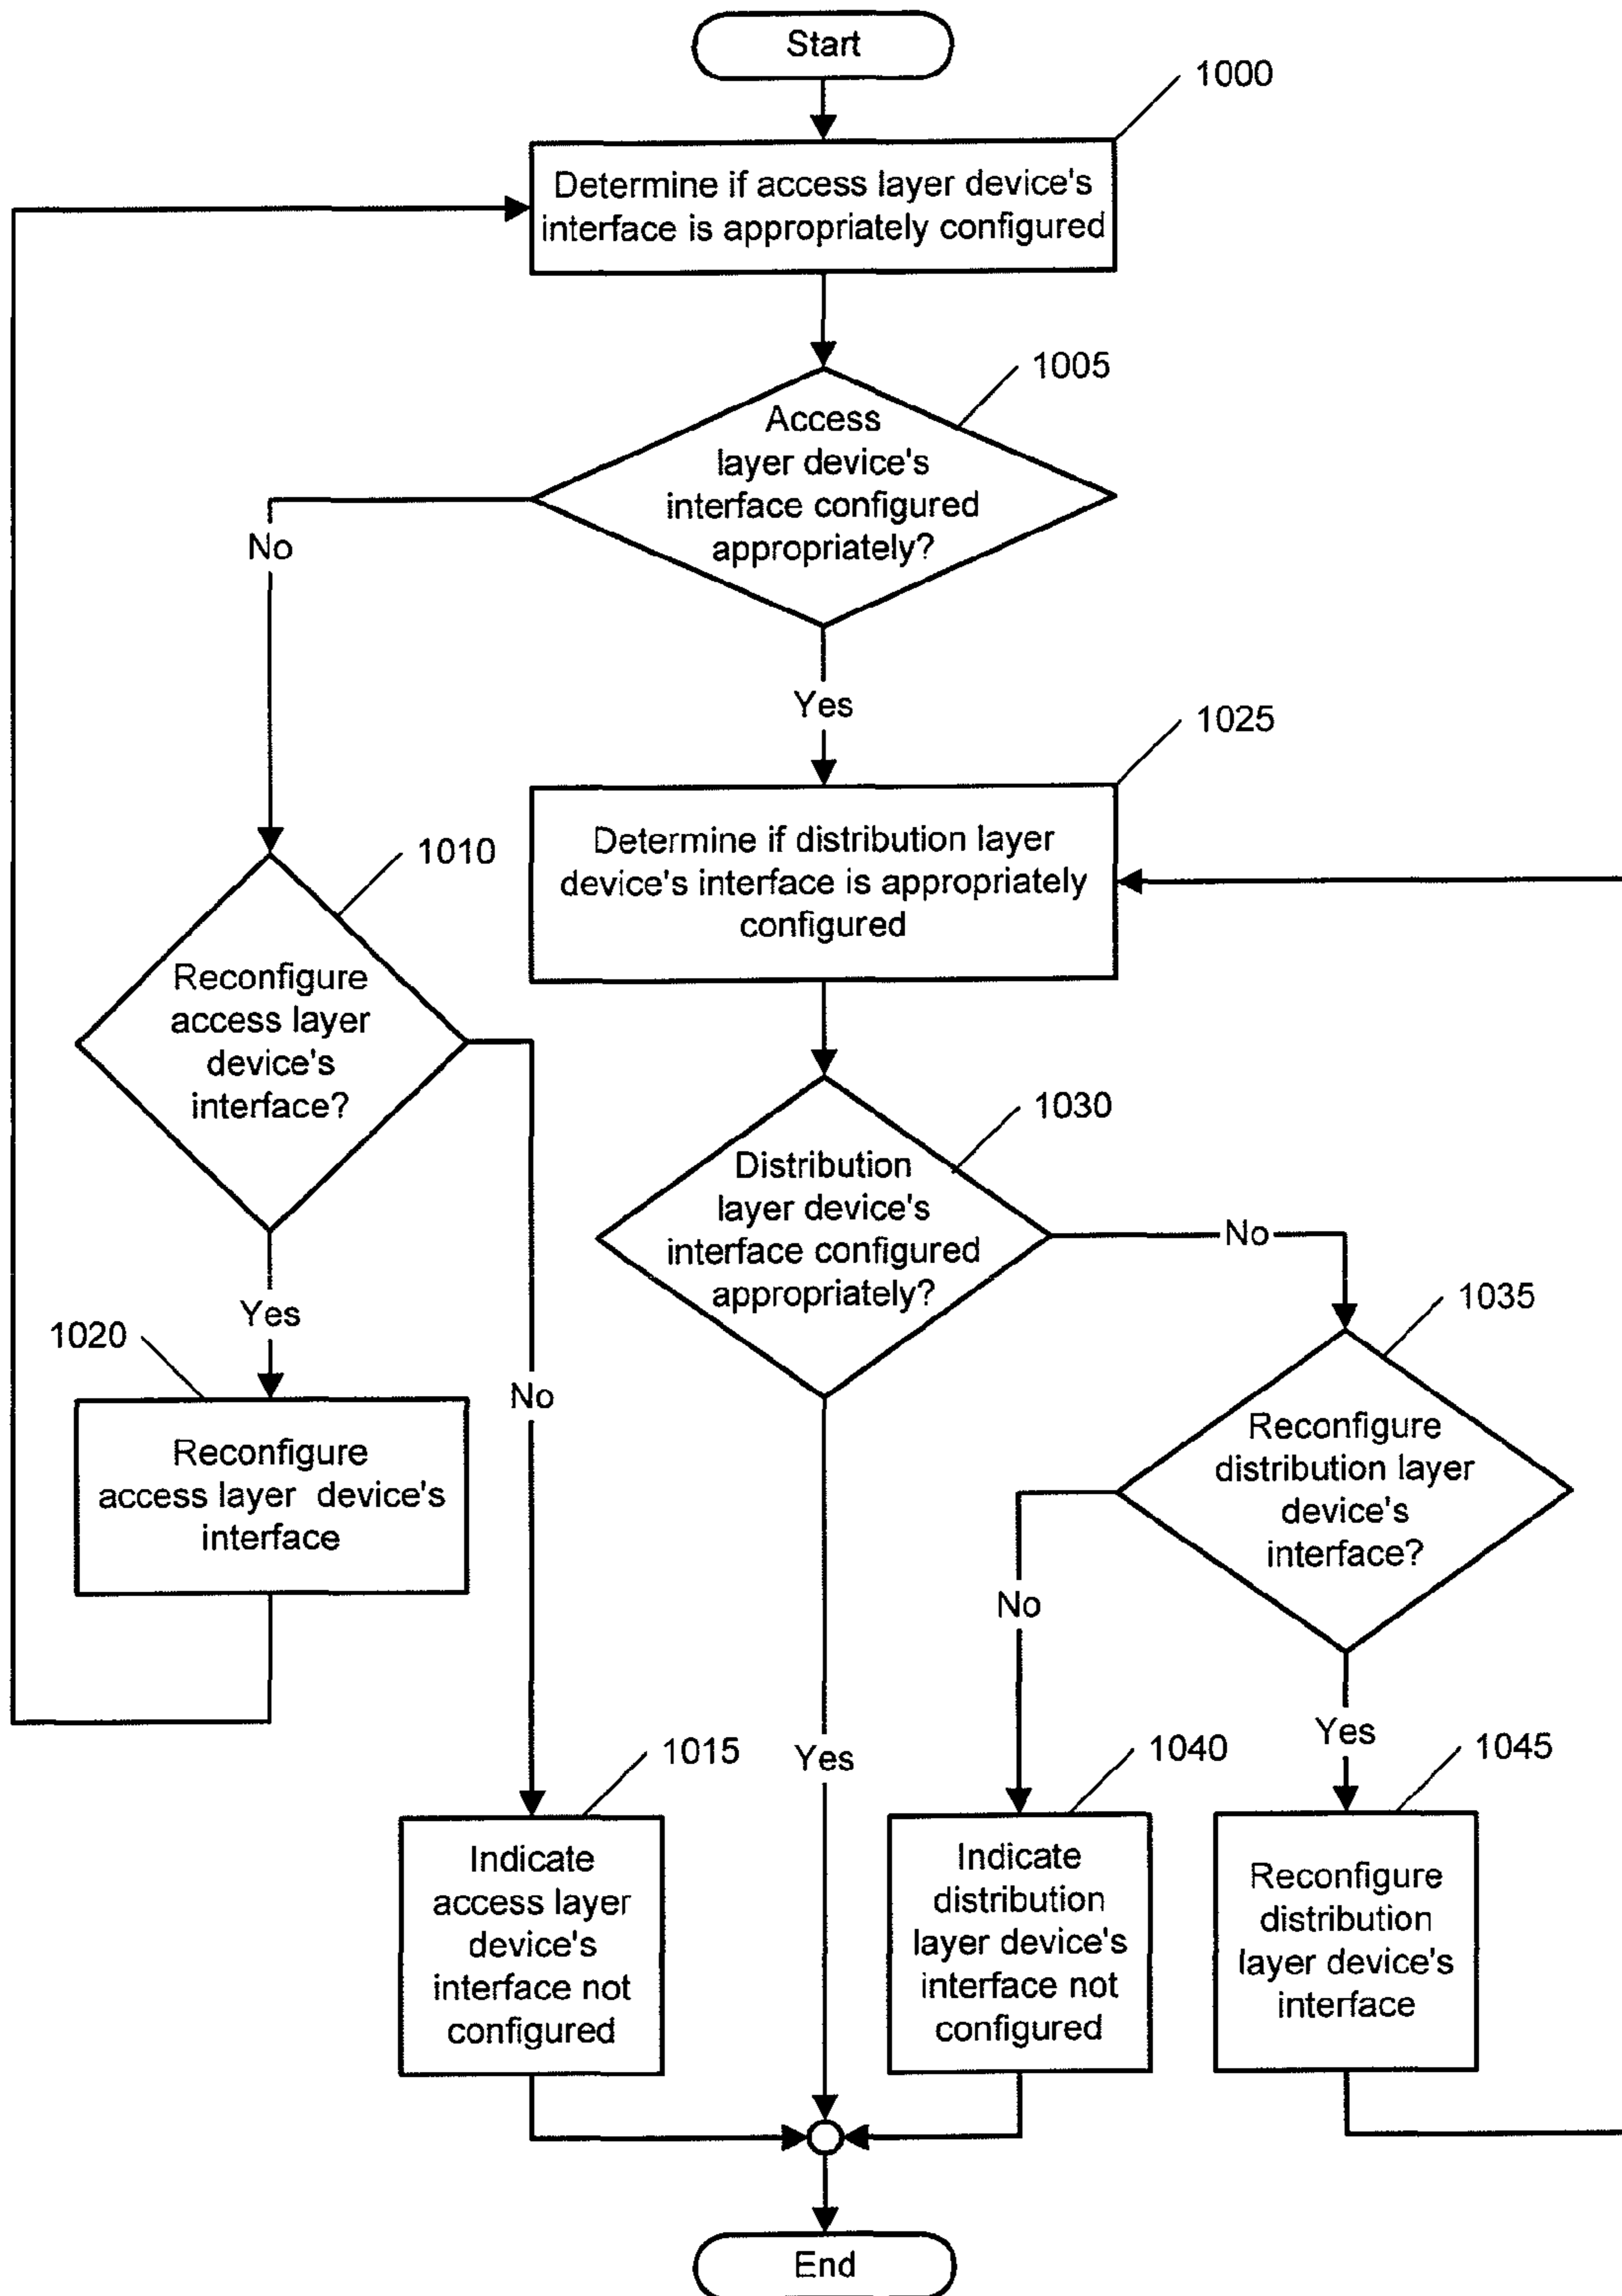 Start
1000
Determine if access layer device's
interface is appropriately configured
1005
Access
layer device's
interface configured
appropriately?
No
Yes
1025
Determine if distribution layer
device's interface is appropriately
configured
1010
Reconfigure
access layer
device's
interface?
1030
Distribution
layer device's
interface configured
appropriately?
No
1035
Reconfigure
distribution layer
device's
interface?
Yes
1020
No
Reconfigure
access layer device's
interface
No
Yes
Yes
1015
1040
1045
Indicate
access layer
device's
interface not
configured
Indicate
distribution
layer device's
interface not
configured
Reconfigure
distribution
layer device's
interface
End